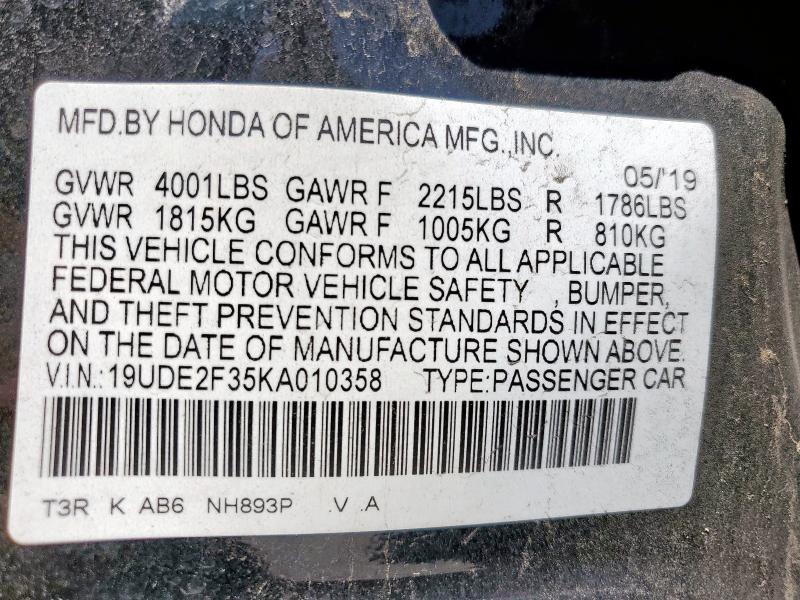 MFD.BY HONDA OF AMERICA MFG.,INC.
05/'19
GVWR 4001LBS GAWR F 2215LBS R 1786LBS
GVWR 1815KG GAWR F 1005KG R 810KG
THIS VEHICLE CONFORMS TO ALL APPLICABLE
FEDERAL MOTOR VEHICLE SAFETY , BUMPER,
AND THEFT PREVENTION STANDARDS IN EFFECT
ON THE DATE OF MANUFACTURE SHOWN ABOVE.
V.I.N.:19UDE2F35KA010358 TYPE:PASSENGER CAR
T3R K AB6 NH893P .V .A